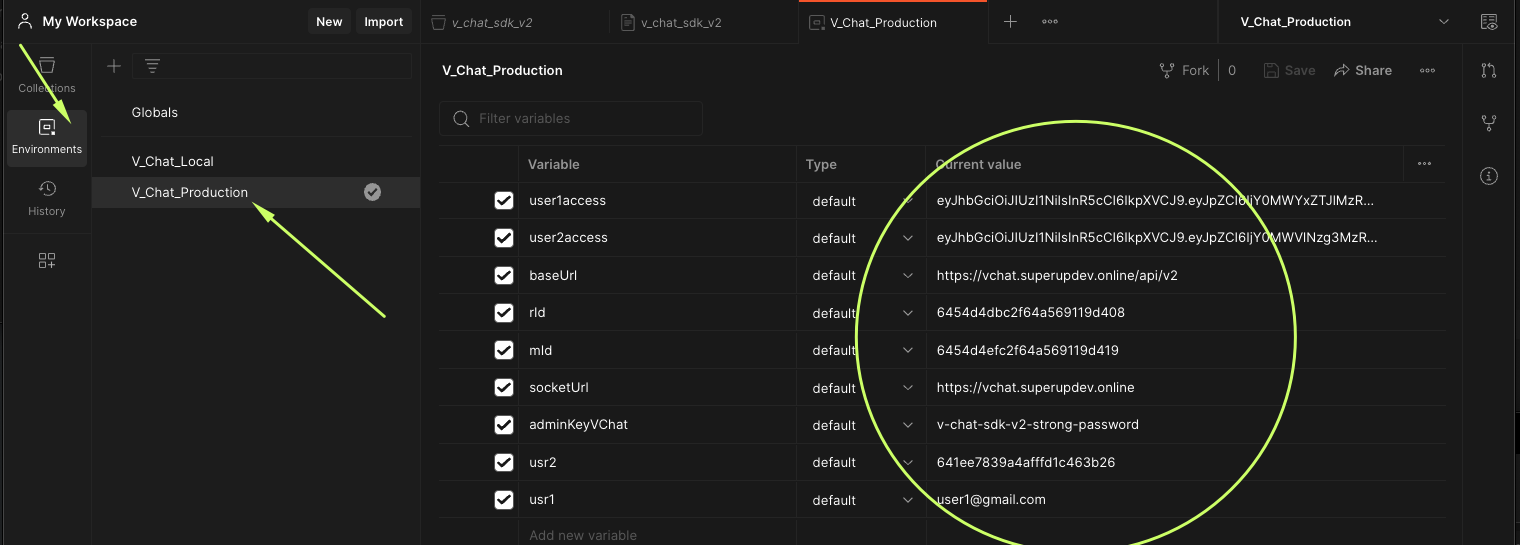 My Workspace
New
Import
v_chat_sdk_v2
v_chat_sdk_v2
V_Chat_Production
V_Chat_Production
Collections
Environments
History
Globals
V_Chat_Local
V_Chat_Production
V_Chat_Production
Fork
0
Save
Share
Filter variables
Variable Type Current value
user1access default eyJhbGciOiJIUzI1NiIsInR5cCI6IkpXVCJ9.eyJpZCI6IjY0MWYxZTJlMzR...
user2access default eyJhbGciOiJIUzI1NiIsInR5cCI6IkpXVCJ9.eyJpZCI6IjY0MWVlNzg3MzR...
baseUrl default https://vchat.superupdev.online/api/v2
rId default 6454d4dbc2f64a569119d408
mId default 6454d4efc2f64a569119d419
socketUrl default https://vchat.superupdev.online
adminKeyVChat default v-chat-sdk-v2-strong-password
usr2 default 641ee7839a4afffd1c463b26
usr1 default user1@gmail.com
Add new variable